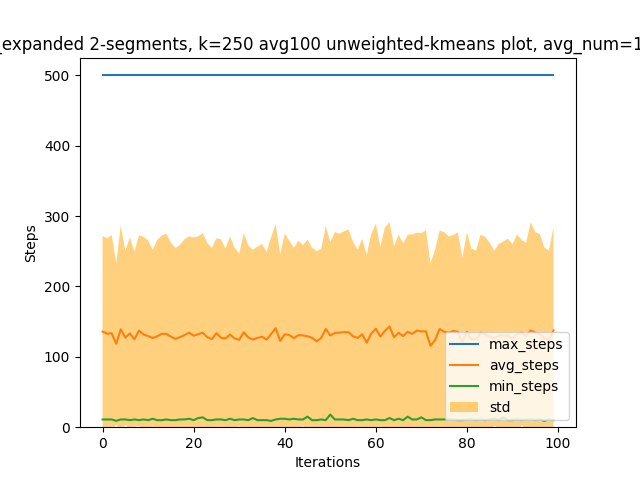 _expanded 2-segments, k=250 avg100 unweighted-kmeans plot, avg_num=1
500
400
300
200
100
0
Steps
0 20 40 60 80 100
Iterations
max_steps
avg_steps
min_steps
std